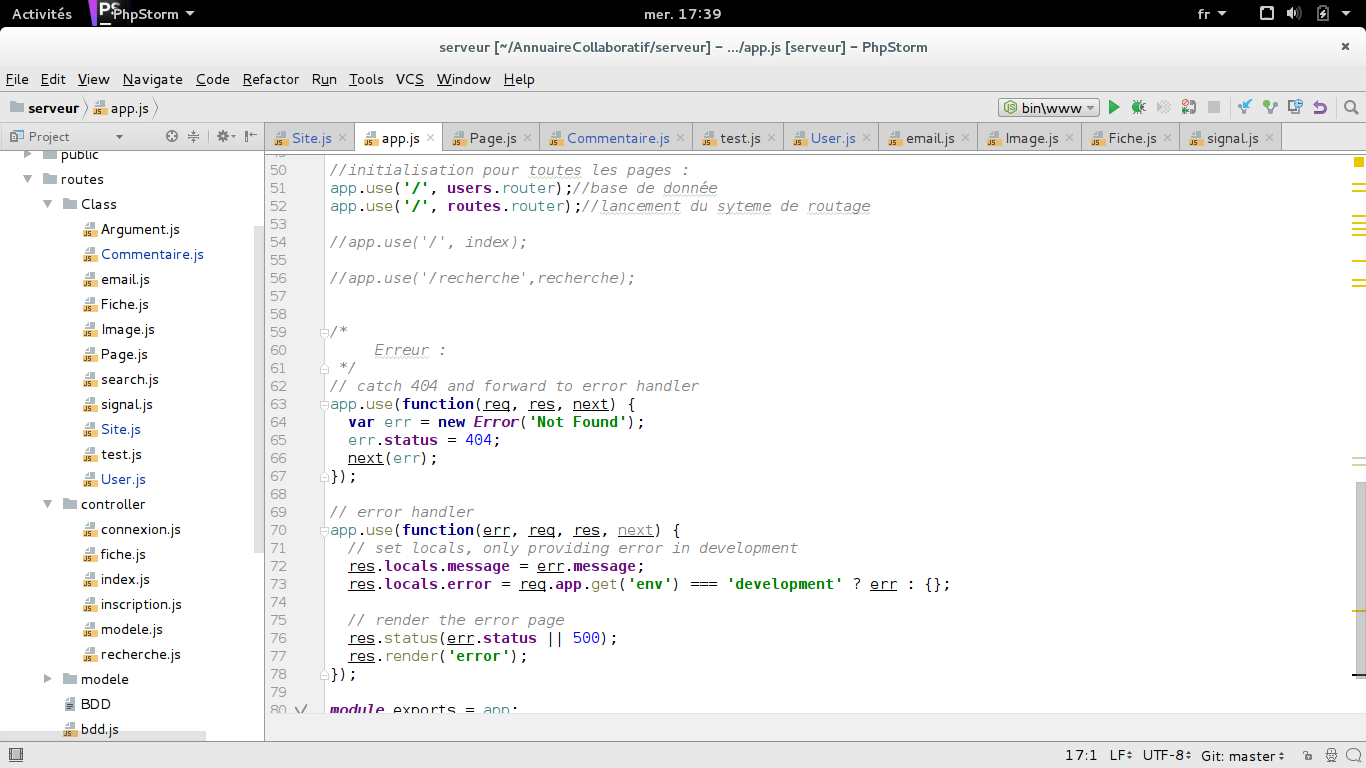 Activités PhpStorm mer. 17:39 fr
serveur [~/AnnuaireCollaboratif/serveur] – .../app.js [serveur] – PhpStorm
File Edit View Navigate Code Refactor Run Tools VCS Window Help
serveur app.js bin\www
Project Site.js app.js Page.js Commentaire.js test.js User.js email.js Image.js Fiche.js signal.js
public
routes
Class
Argument.js
Commentaire.js
email.js
Fiche.js
Image.js
Page.js
search.js
signal.js
Site.js
test.js
User.js
controller
connexion.js
fiche.js
index.js
inscription.js
modele.js
recherche.js
modele
BDD
bdd.js
50 //initialisation pour toutes les pages :
51 app.use('/', users.router);//base de donnée
52 app.use('/', routes.router);//lancement du syteme de routage
53
54 //app.use('/', index);
55
56 //app.use('/recherche',recherche);
57
58
59 /*
60 Erreur :
61 */
62 // catch 404 and forward to error handler
63 app.use(function(req, res, next) {
64 var err = new Error('Not Found');
65 err.status = 404;
66 next(err);
67 });
68
69 // error handler
70 app.use(function(err, req, res, next) {
71 // set locals, only providing error in development
72 res.locals.message = err.message;
73 res.locals.error = req.app.get('env') === 'development' ? err : {};
74
75 // render the error page
76 res.status(err.status || 500);
77 res.render('error');
78 });
79
80 module.exports = app;
17:1 LF UTF-8 Git: master